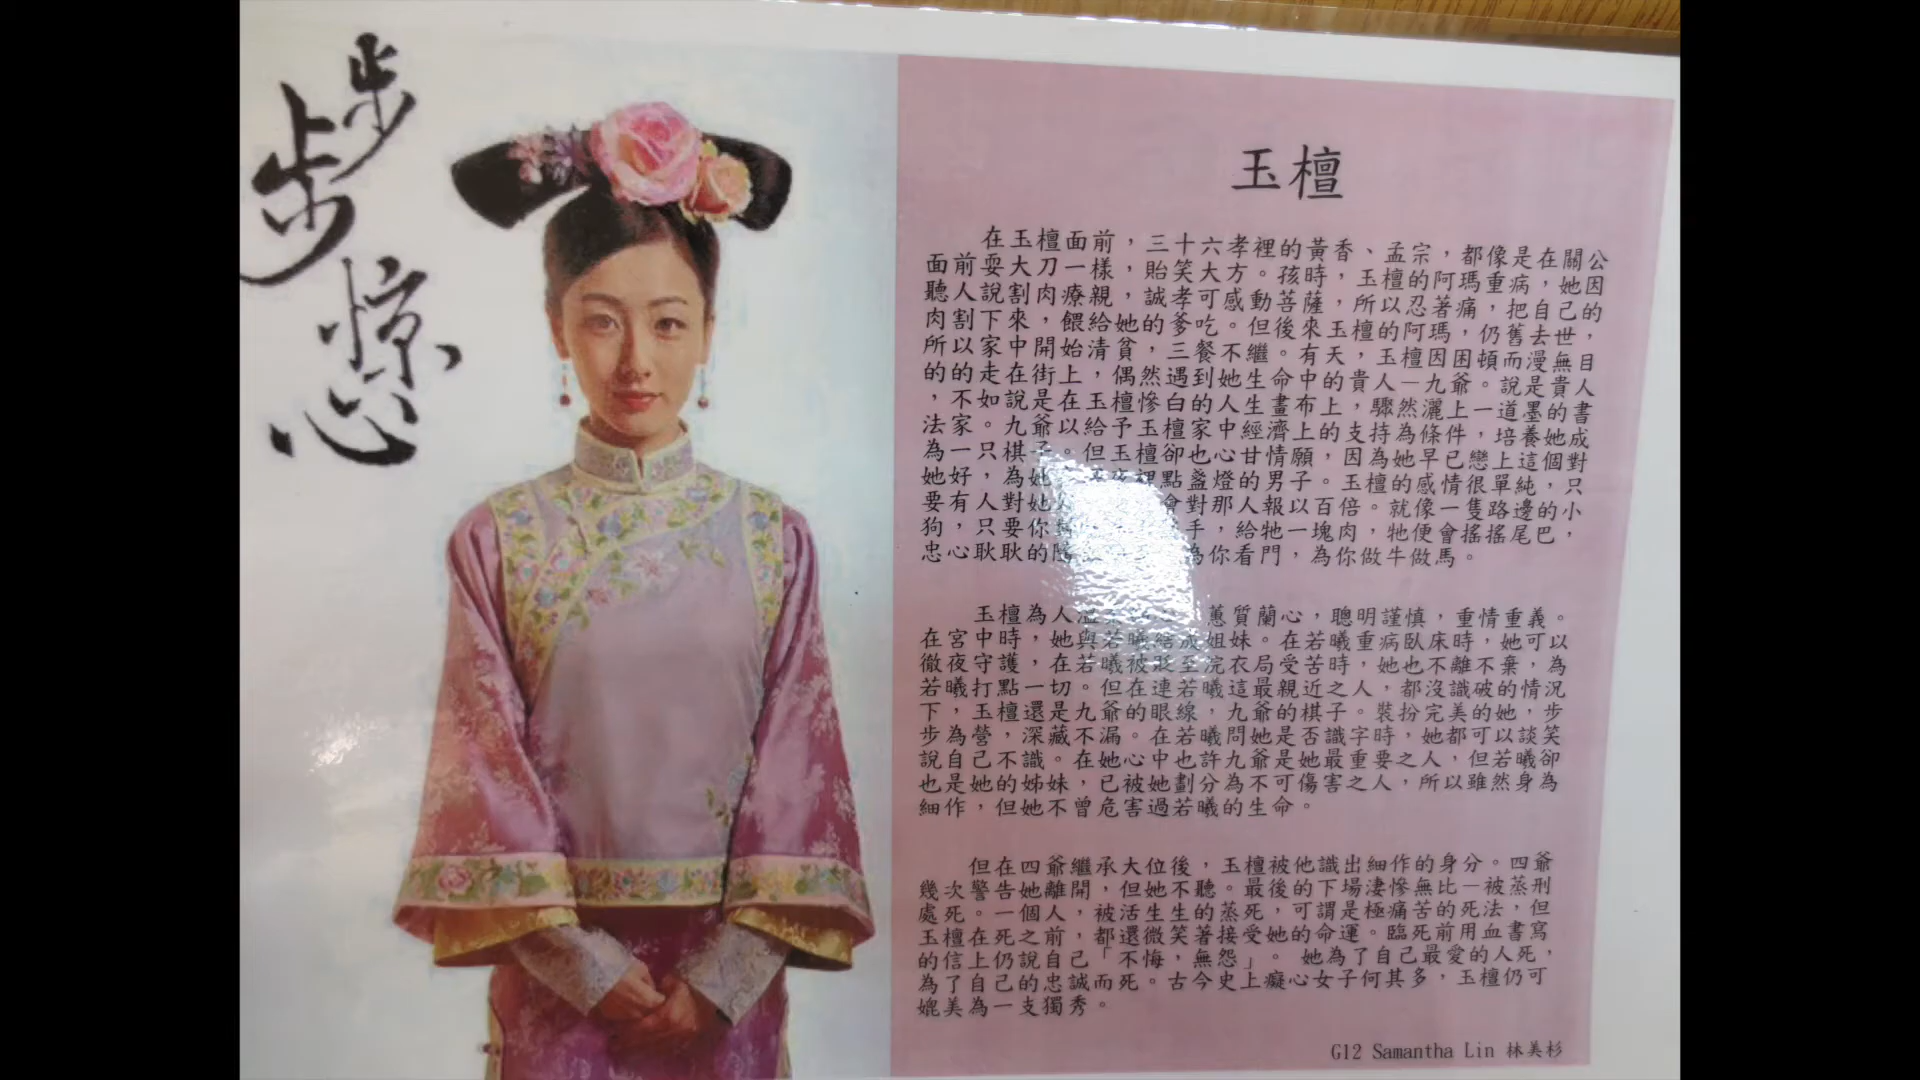 步步惊心
玉檀
在玉檀面前，三十六孝裡的黃香、孟宗，都像是在關公
面前耍大刀一樣，貽笑大方。孩時，玉檀的阿瑪重病，她因
聽人說割肉療親，誠孝可感動菩薩，所以忍著痛，把自己的
肉割下來，餵給她的爹吃。但後來玉檀的阿瑪，仍舊去世，
所以家中開始清貧，三餐不繼。有天，玉檀因困頓而漫無目
的的走在街上，偶然遇到她生命中的貴人－九爺。說是貴人
，不如說是在玉檀慘白的人生畫布上，驟然灑上一道墨的書
法家。九爺以給予玉檀家中經濟上的支持為條件，培養她成
為一只棋子。但玉檀卻也心甘情願，因為她早已戀上這個對
她好，為她 點盞燈的男子。玉檀的感情很單純，只
要有人對她 會對那人報以百倍。就像一隻路邊的小
狗，只要你 手，給牠一塊肉，牠便會搖搖尾巴，
忠心耿耿的 為你看門，為你做牛做馬。
玉檀為人溫 蕙質蘭心，聰明謹慎，重情重義。
在宮中時，她與若曦結成姐妹。在若曦重病臥床時，她可以
徹夜守護，在若曦被貶至浣衣局受苦時，她也不離不棄，為
若曦打點一切。但在連若曦這最親近之人，都沒識破的情況
下，玉檀還是九爺的眼線，九爺的棋子。裝扮完美的她，步
步為營，深藏不漏。在若曦問她是否識字時，她都可以談笑
說自己不識。在她心中也許九爺是她最重要之人，但若曦卻
也是她的姊妹，已被她劃分為不可傷害之人，所以雖然身為
細作，但她不曾危害過若曦的生命。
但在四爺繼承大位後，玉檀被他識出細作的身分。四爺
幾次警告她離開，但她不聽。最後的下場淒慘無比－被蒸刑
處死。一個人，被活生生的蒸死，可謂是極痛苦的死法，但
玉檀在死之前，都還微笑著接受她的命運。臨死前用血書寫
的信上仍說自己「不悔，無怨」。 她為了自己最愛的人死，
為了自己的忠誠而死。古今史上癡心女子何其多，玉檀仍可
媲美為一支獨秀。
G12 Samantha Lin 林美杉